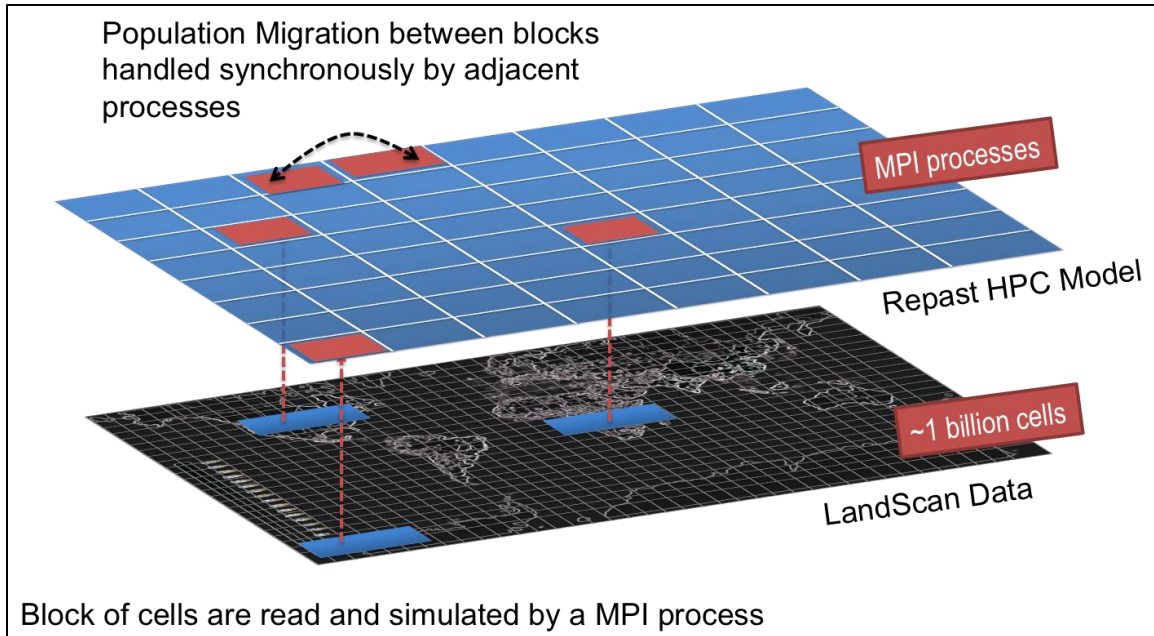 Population Migration between blocks
handled synchronously by adjacent
processes
MPI processes
Repast HPC Model
~1 billion cells
LandScan Data
Block of cells are read and simulated by a MPI process